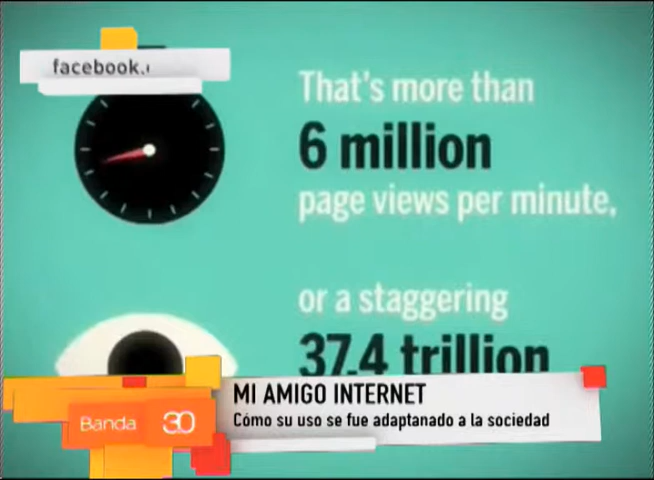 facebook.
That's more than
6 million
page views per minute,
or a staggering
37.4 trillion
MI AMIGO INTERNET
Cómo su uso se fue adaptanado a la sociedad
Banda 30